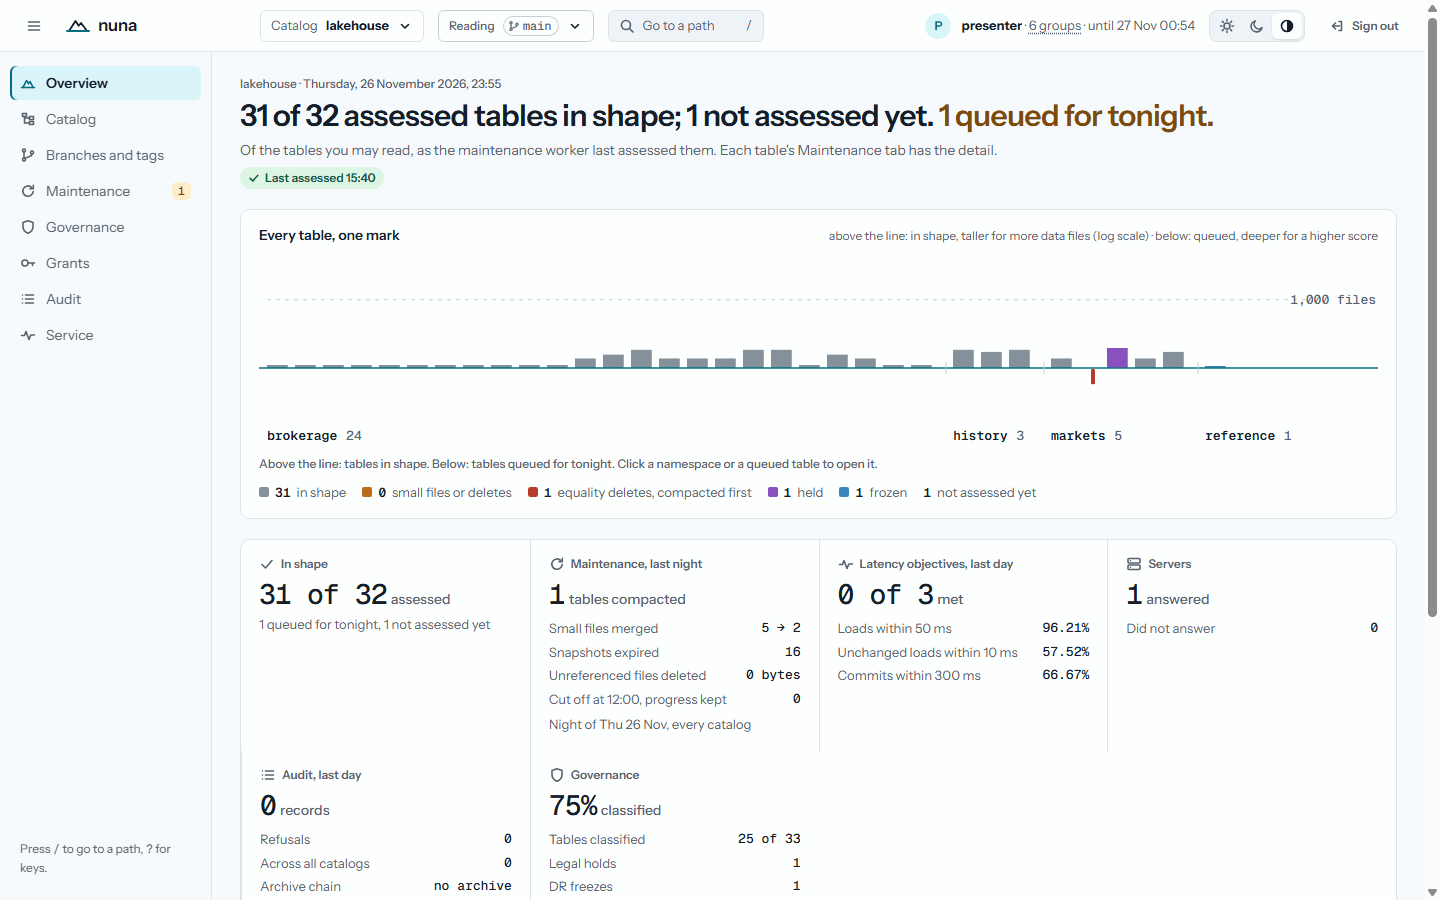 nuna
Catalog lakehouse
Reading main
Go to a path /
P presenter · 6 groups · until 27 Nov 00:54
Sign out
Overview
Catalog
Branches and tags
Maintenance 1
Governance
Grants
Audit
Service
Press / to go to a path, ? for
keys.
lakehouse · Thursday, 26 November 2026, 23:55
31 of 32 assessed tables in shape; 1 not assessed yet. 1 queued for tonight.
Of the tables you may read, as the maintenance worker last assessed them. Each table's Maintenance tab has the detail.
Last assessed 15:40
Every table, one mark
above the line: in shape, taller for more data files (log scale) · below: queued, deeper for a higher score
1,000 files
brokerage 24
history 3
markets 5
reference 1
Above the line: tables in shape. Below: tables queued for tonight. Click a namespace or a queued table to open it.
31 in shape
0 small files or deletes
1 equality deletes, compacted first
1 held
1 frozen
1 not assessed yet
In shape
31 of 32 assessed
1 queued for tonight, 1 not assessed yet
Maintenance, last night
1 tables compacted
Small files merged 5 → 2
Snapshots expired 16
Unreferenced files deleted 0 bytes
Cut off at 12:00, progress kept 0
Night of Thu 26 Nov, every catalog
Latency objectives, last day
0 of 3 met
Loads within 50 ms 96.21%
Unchanged loads within 10 ms 57.52%
Commits within 300 ms 66.67%
Servers
1 answered
Did not answer 0
Audit, last day
0 records
Refusals 0
Across all catalogs 0
Archive chain no archive
Governance
75% classified
Tables classified 25 of 33
Legal holds 1
DR freezes 1